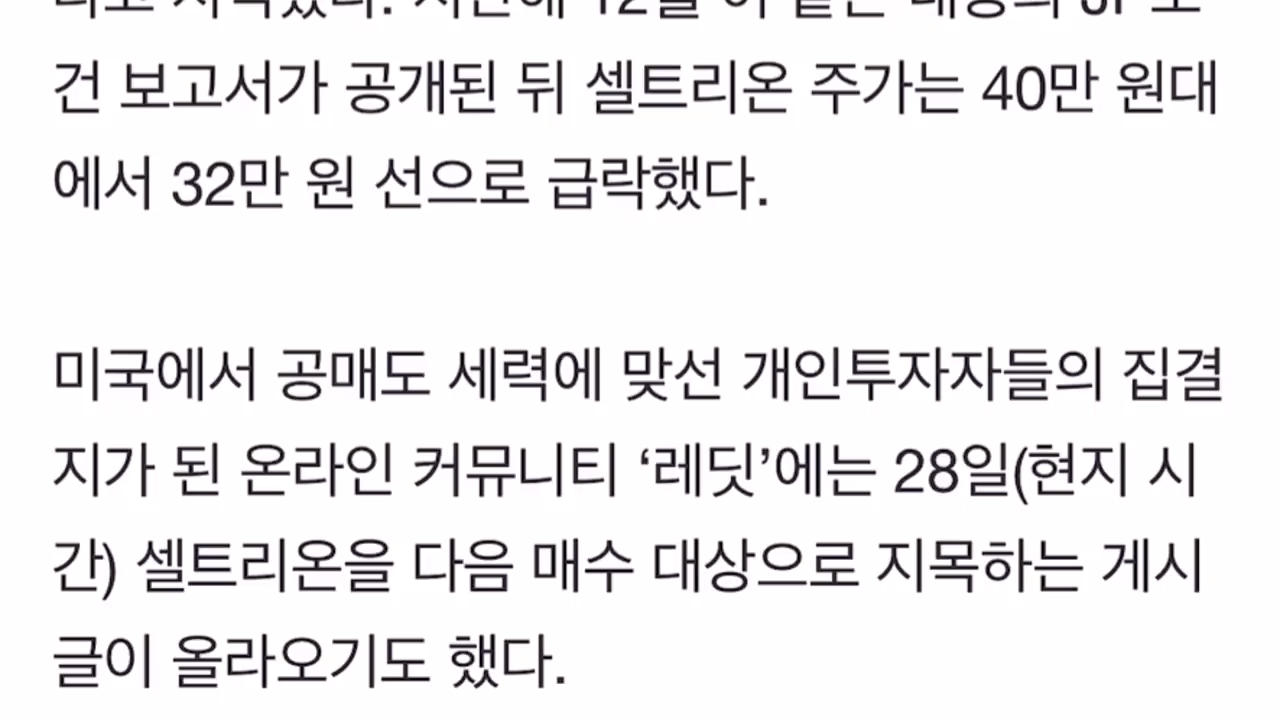 건 보고서가 공개된 뒤 셀트리온 주가는 40만 원대
에서 32만 원 선으로 급락했다.
미국에서 공매도 세력에 맞선 개인투자자들의 집결
지가 된 온라인 커뮤니티 ‘레딧’에는 28일(현지 시
간) 셀트리온을 다음 매수 대상으로 지목하는 게시
글이 올라오기도 했다.